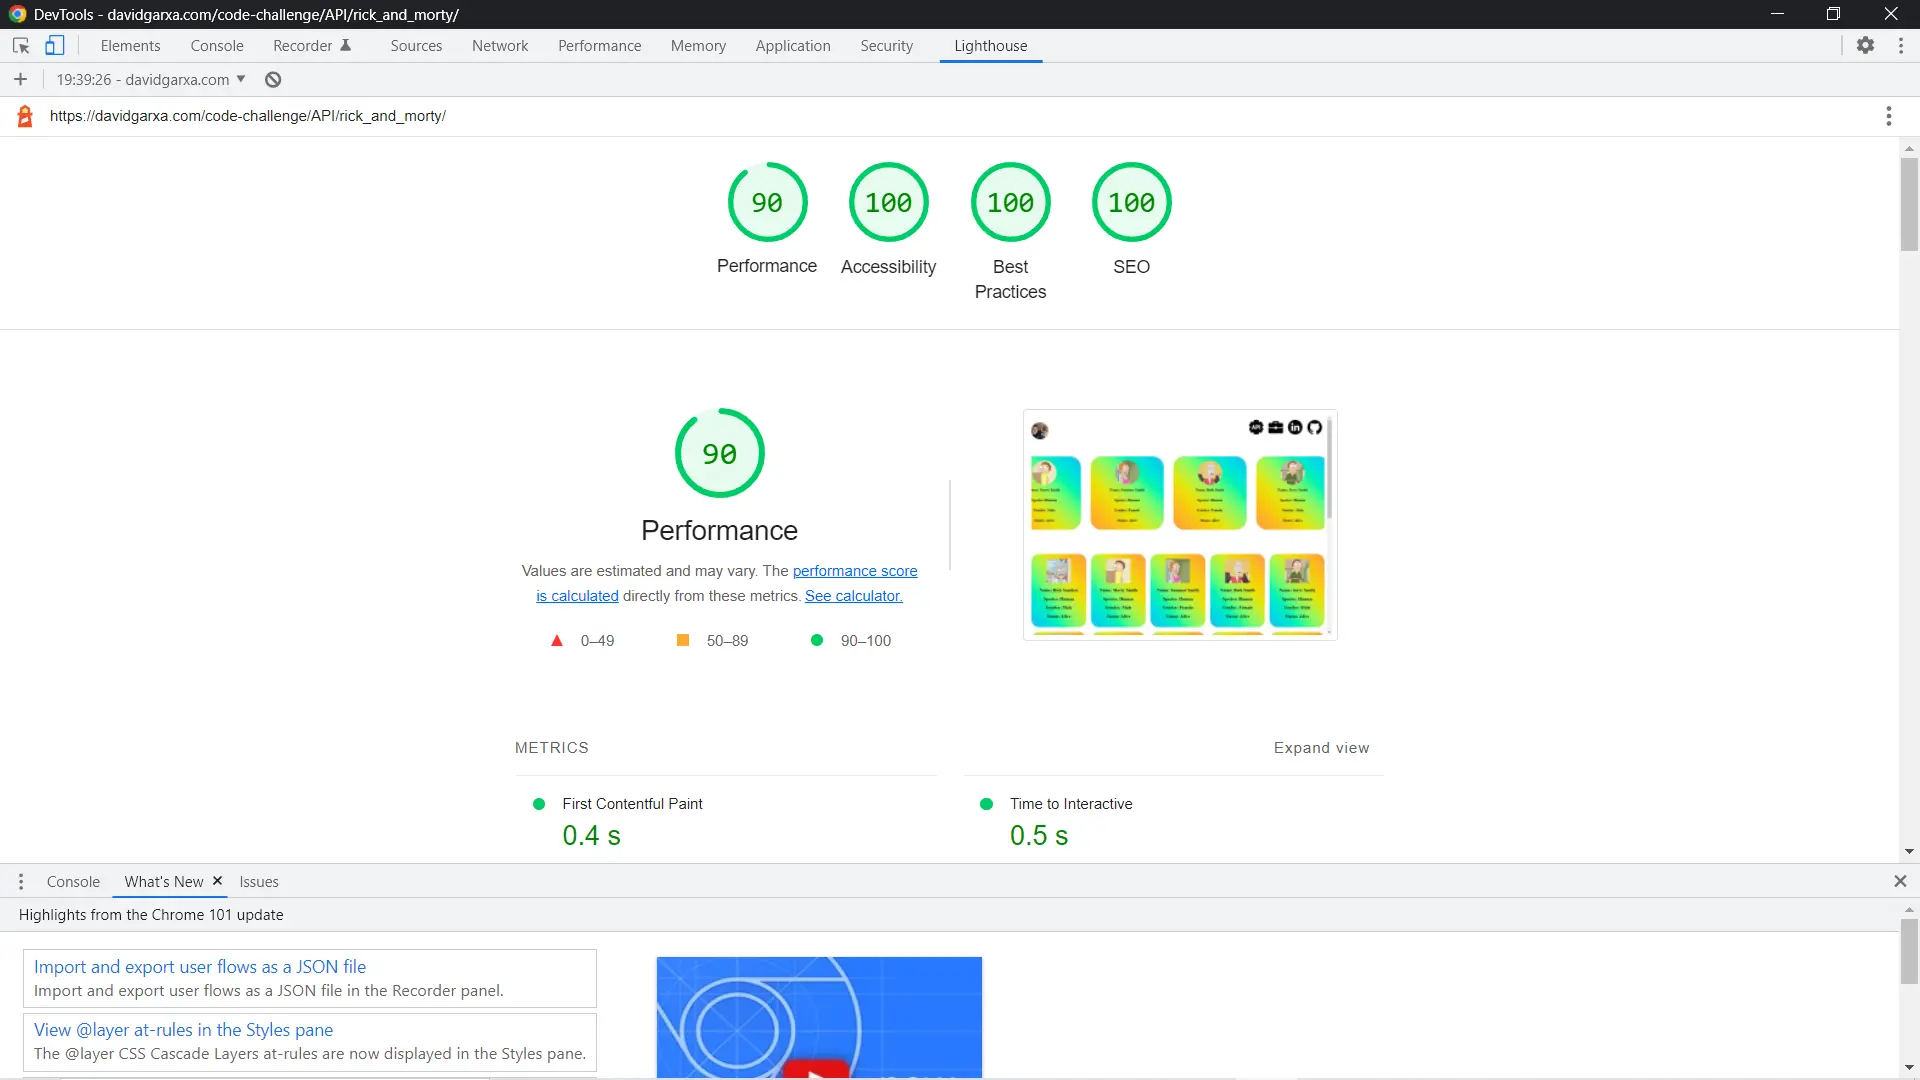 DevTools - davidgarxa.com/code-challenge/API/rick_and_morty/
Elements Console Recorder Sources Network Performance Memory Application Security Lighthouse
19:39:26 - davidgarxa.com
https://davidgarxa.com/code-challenge/API/rick_and_morty/
90 100 100 100
Performance Accessibility Best Practices SEO
90
Performance
Values are estimated and may vary. The performance score
is calculated directly from these metrics. See calculator.
0–49 50–89 90–100
METRICS Expand view
First Contentful Paint Time to Interactive
0.4 s 0.5 s
Console What's New Issues
Highlights from the Chrome 101 update
Import and export user flows as a JSON file
Import and export user flows as a JSON file in the Recorder panel.
View @layer at-rules in the Styles pane
The @layer CSS Cascade Layers at-rules are now displayed in the Styles pane.